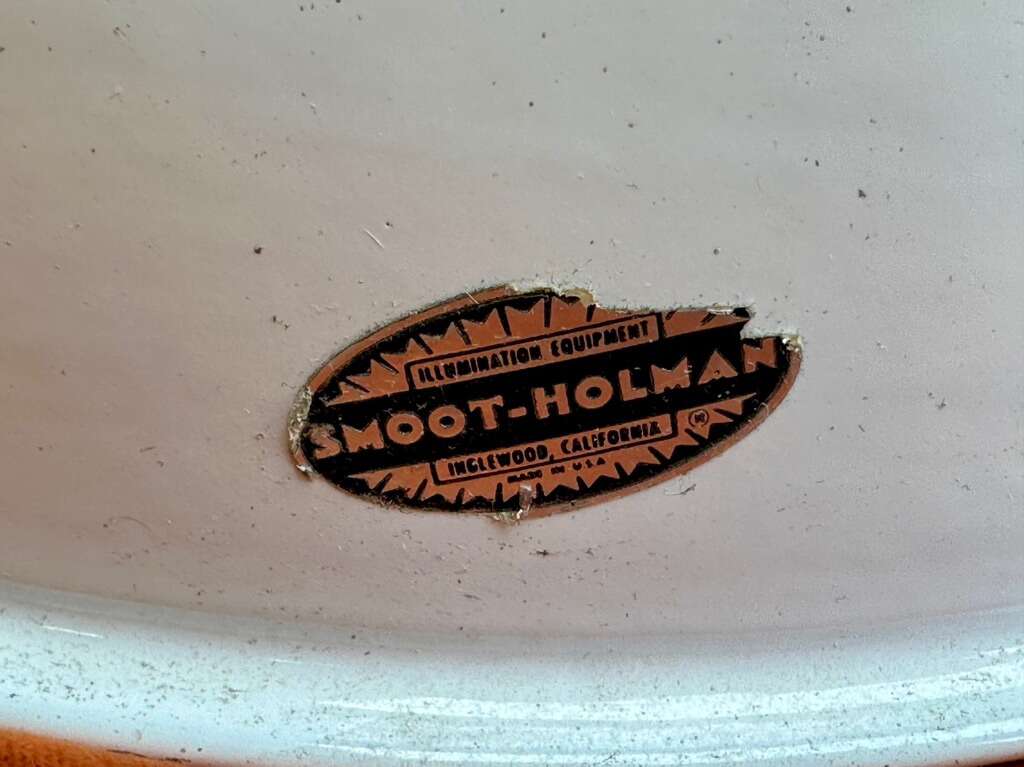 ILLUMINATION EQUIPMENT
SMOOT-HOLMAN
INGLEWOOD, CALIFORNIA
MADE IN U.S.A